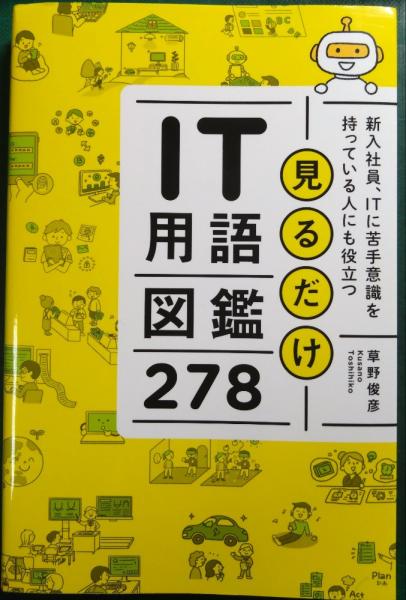 新入社員、ITに苦手意識を
持っている人にも役立つ
見るだけ
IT
用語
図鑑
278
草野俊彦
Kusano
Toshihiko
Plan
Act